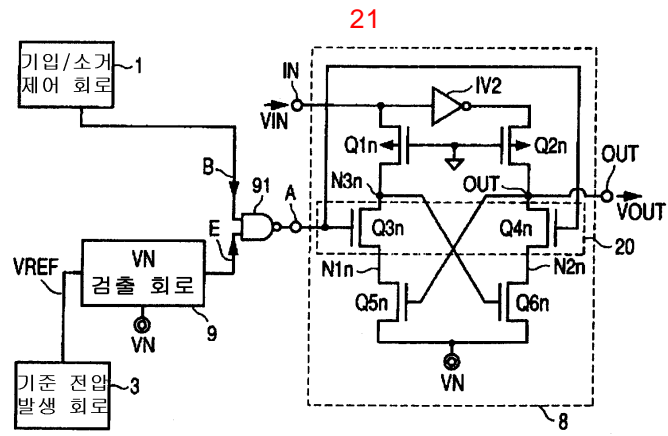 21
기입/소거
제어 회로
1
IN
VIN
IV2
Q1n
Q2n
B
91
A
N3n
OUT
OUT
VOUT
E
Q3n
Q4n
20
VREF
VN
검출 회로
9
VN
N1n
N2n
Q5n
Q6n
VN
기준 전압
발생 회로
3
8